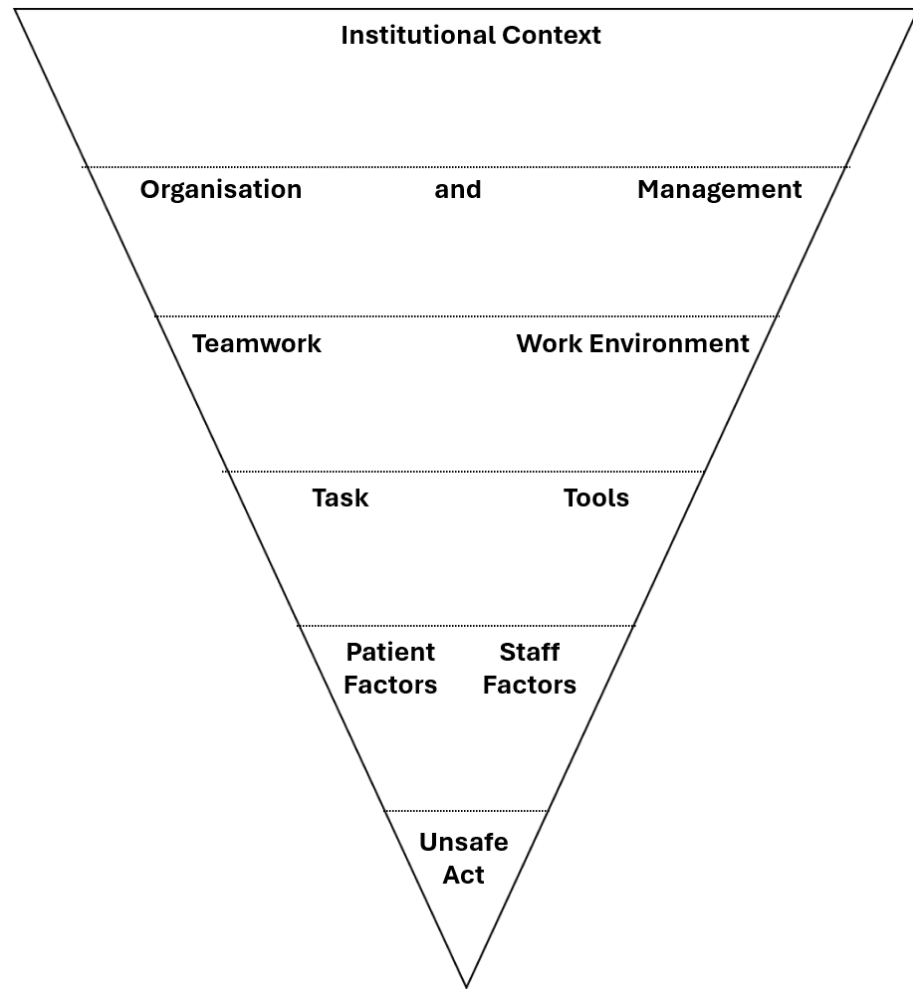 Institutional Context
Organisation and Management
Teamwork Work Environment
Task Tools
Patient Staff
Factors Factors
Unsafe
Act